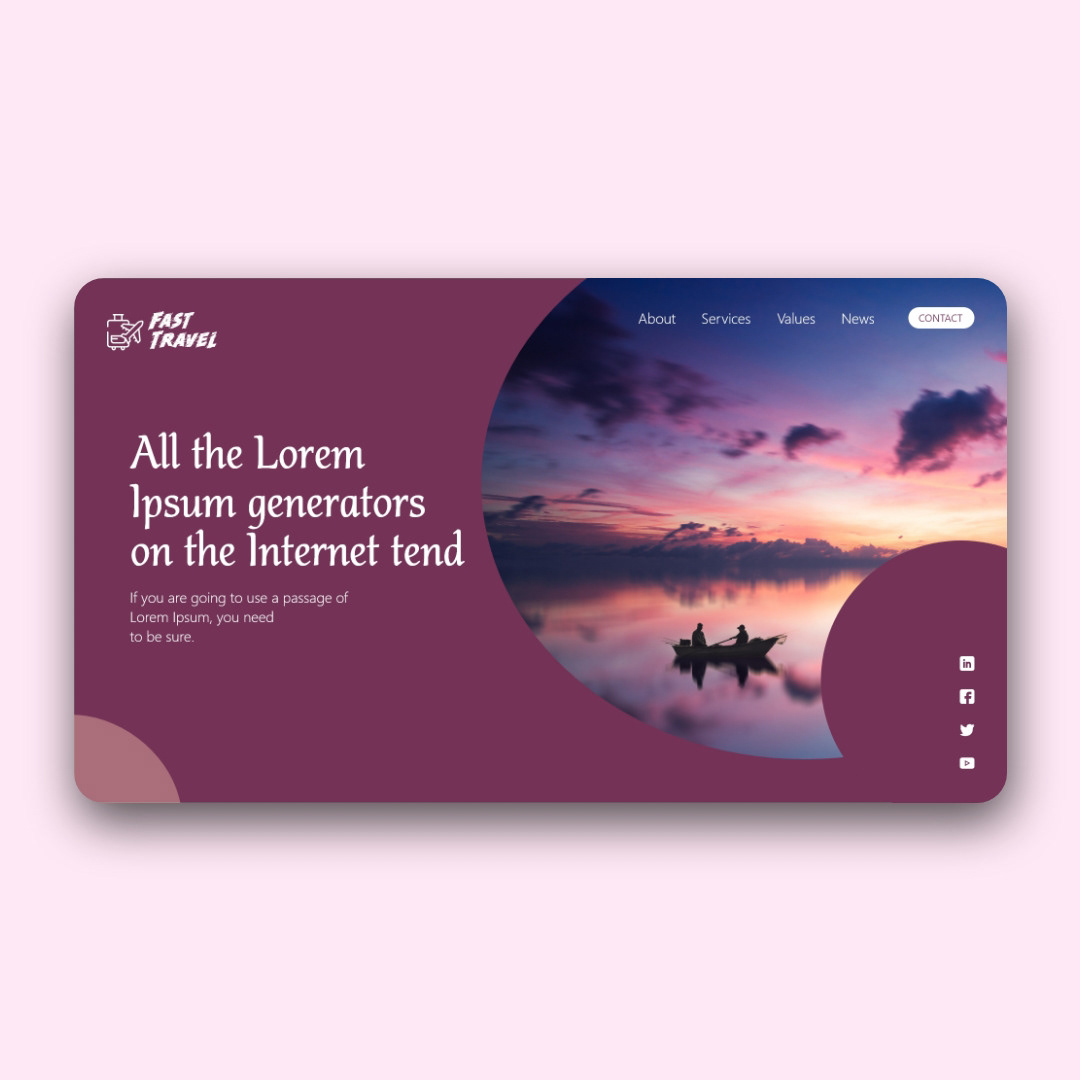 FAST
TRAVEL
About Services Values News CONTACT
All the Lorem
Ipsum generators
on the Internet tend
If you are going to use a passage of
Lorem Ipsum, you need
to be sure.
in